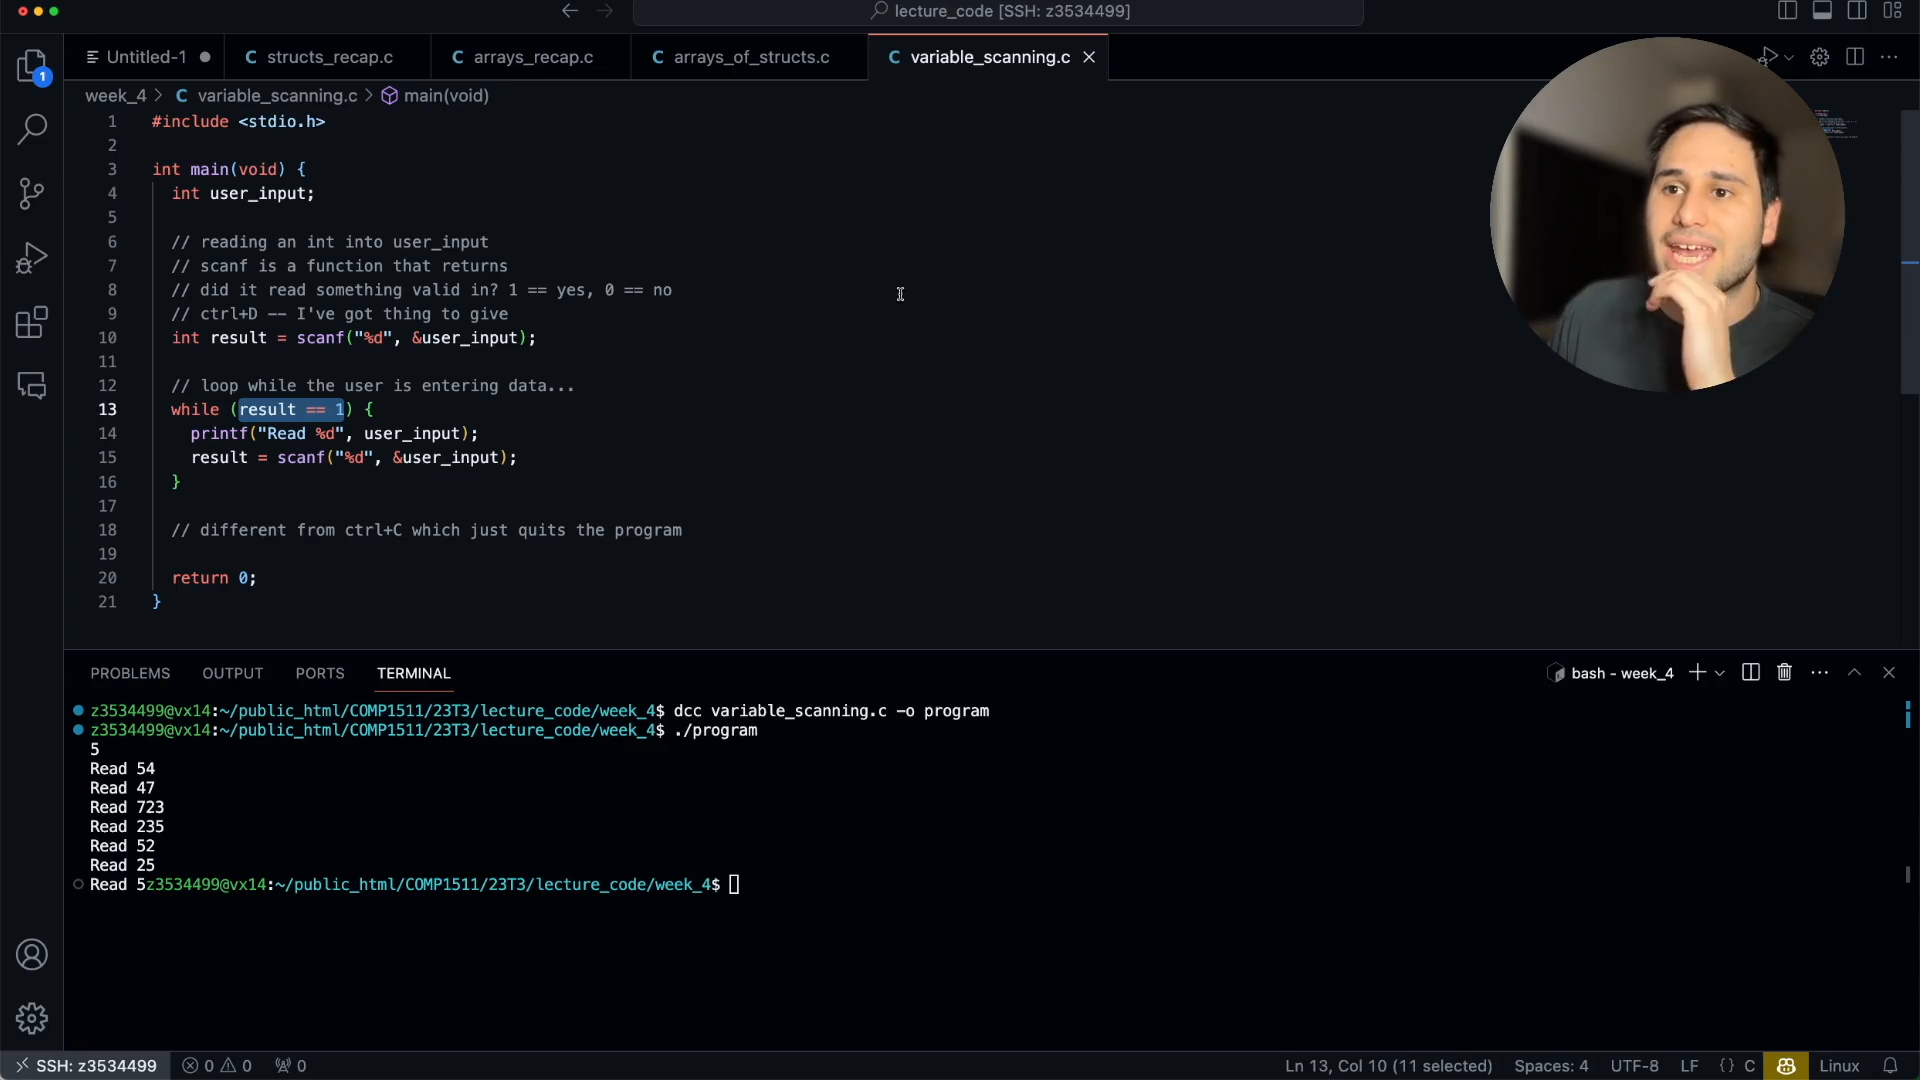 lecture_code [SSH: z3534499]
Untitled-1
C structs_recap.c
C arrays_recap.c
C arrays_of_structs.c
C variable_scanning.c
week_4 > C variable_scanning.c > main(void)
1 #include <stdio.h>
2
3 int main(void) {
4 int user_input;
5
6 // reading an int into user_input
7 // scanf is a function that returns
8 // did it read something valid in? 1 == yes, 0 == no
9 // ctrl+D -- I've got thing to give
10 int result = scanf("%d", &user_input);
11
12 // loop while the user is entering data...
13 while (result == 1) {
14 printf("Read %d", user_input);
15 result = scanf("%d", &user_input);
16 }
17
18 // different from ctrl+C which just quits the program
19
20 return 0;
21 }
1
PROBLEMS OUTPUT PORTS TERMINAL
bash - week_4
z3534499@vx14:~/public_html/COMP1511/23T3/lecture_code/week_4$ dcc variable_scanning.c -o program
z3534499@vx14:~/public_html/COMP1511/23T3/lecture_code/week_4$ ./program
5
Read 54
Read 47
Read 723
Read 235
Read 52
Read 25
Read 5z3534499@vx14:~/public_html/COMP1511/23T3/lecture_code/week_4$
SSH: z3534499 0 0 0 Ln 13, Col 10 (11 selected) Spaces: 4 UTF-8 LF {} C Linux